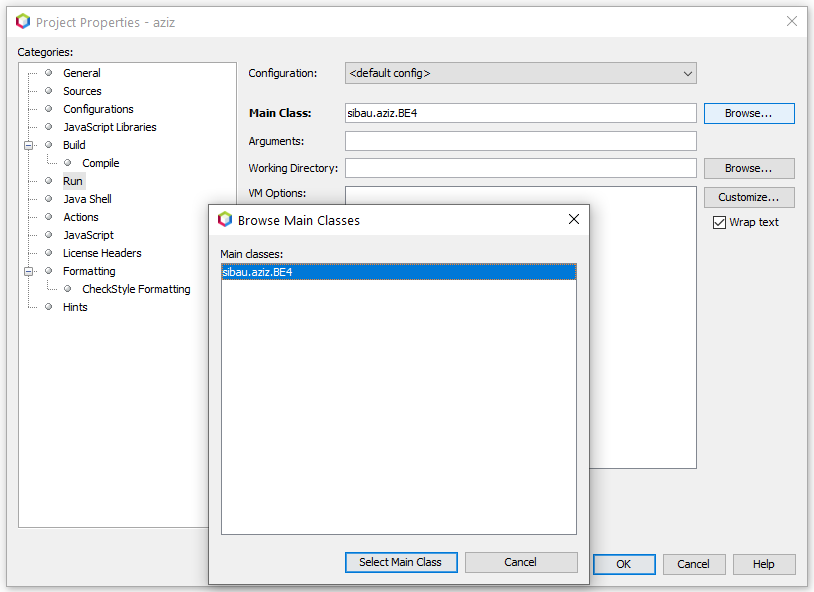 Project Properties - aziz
Categories:
General
Sources
Configurations
JavaScript Libraries
Build
Compile
Run
Java Shell
Actions
JavaScript
License Headers
Formatting
CheckStyle Formatting
Hints
Configuration: <default config>
Main Class: sibau.aziz.BE4 Browse...
Arguments:
Working Directory: Browse...
VM Options: Customize...
Wrap text
Browse Main Classes
Main classes:
sibau.aziz.BE4
Select Main Class Cancel
OK Cancel Help